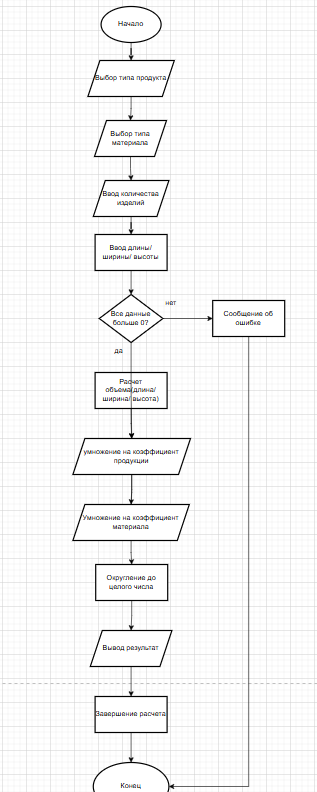 Начало
Выбор типа продукта
Выбор типа
материала
Ввод количества
изделий
Ввод длины/
ширины/ высоты
Все данные
больше 0?
нет
Сообщение об
ошибке
да
Расчет
объема(длина/
ширина/ высота)
умножение на коэффициент
продукции
Умножение на коэффициент
материала
Округление до
целого числа
Вывод результат
Завершение расчета
Конец